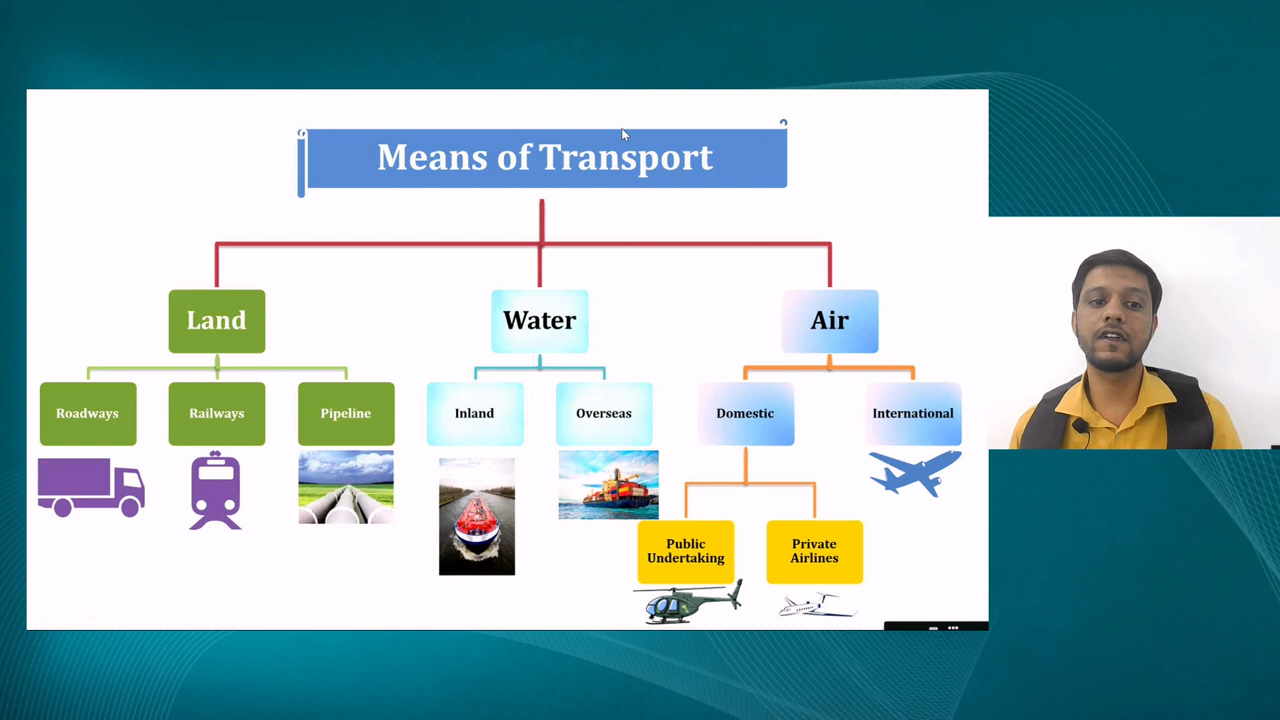 Means of Transport
Land
Water
Air
Roadways
Railways
Pipeline
Inland
Overseas
Domestic
International
Public
Undertaking
Private
Airlines